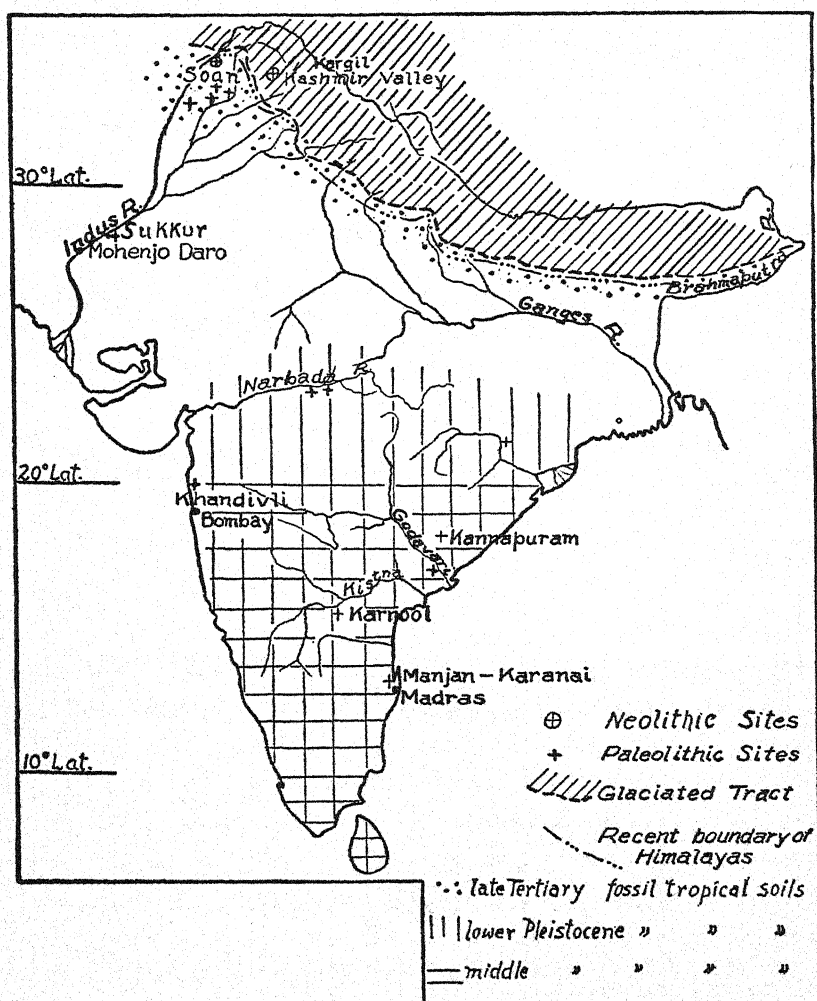 Kargil
Soan
Kashmir Valley
30° Lat.
Indus R.
Sukkur
Mohenjo Daro
Brahmaputra R.
Ganges R.
Narbada R.
20° Lat.
Khandivli
Bombay
Godavari
Kannapuram
Kistna
Karnool
Manjan-Karanai
Madras
10° Lat.
Neolithic Sites
Paleolithic Sites
Glaciated Tract
Recent boundary of
Himalayas
late Tertiary fossil tropical soils
lower Pleistocene " " "
middle " " " "